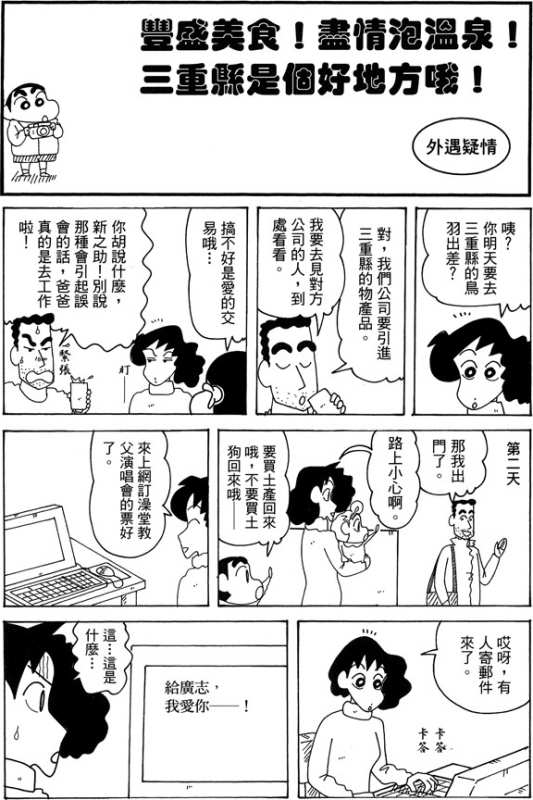 豐盛美食！盡情泡溫泉！
三重縣是個好地方哦！
外遇疑情
咦？
你明天要去
三重縣的鳥
羽出差？
對，我們公司要引進
三重縣的物產品。
我要去見對方
公司的人，到
處看看。
搞不好是愛的交
易哦⋯
你胡說什麼，
新之助！別說
那種會引起誤
會的話，爸爸
真的是去工作
啦！
盯
緊張
第二天
那我出
門了。
路上小心啊。
要買土產回來
哦，不要買土
狗回來哦——
來上網訂澡堂教
父演唱會的票好
了。
哎呀，有
人寄郵件
來了。
卡答
卡答
給廣志，
我愛你——！
這⋯這是
什麼⋯